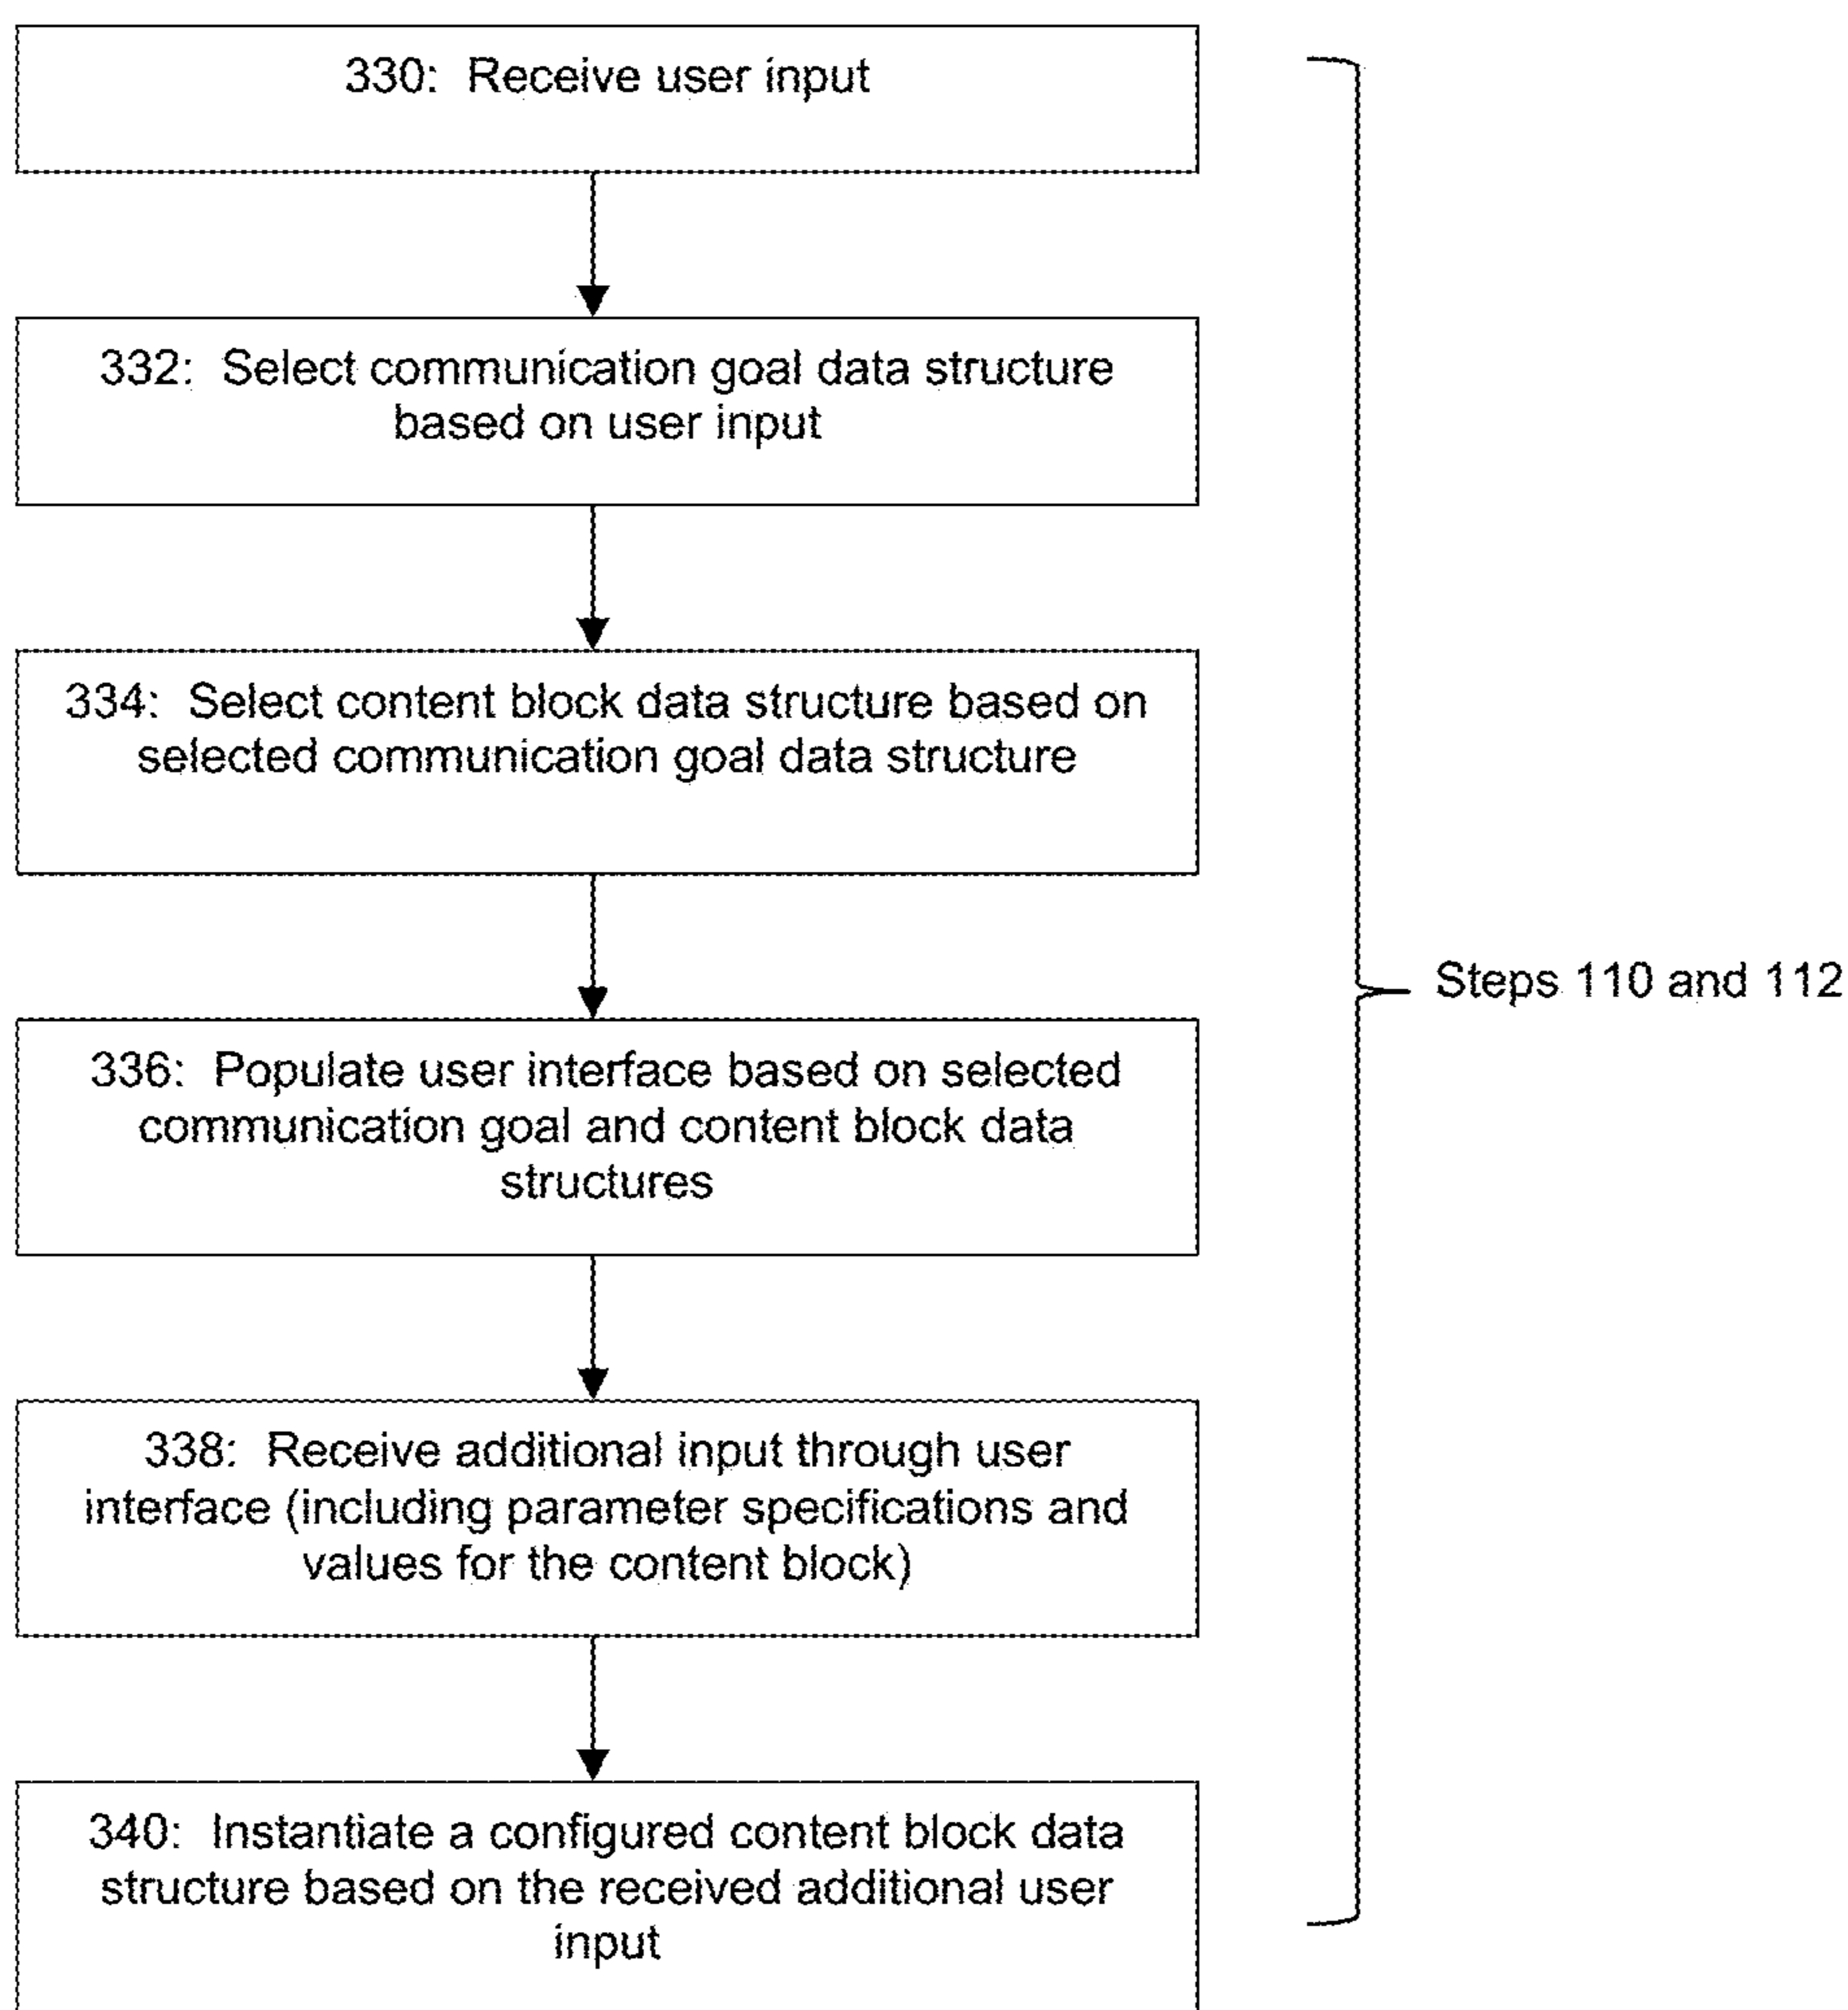 330: Receive user input
332: Select communication goal data structure
based on user input
334: Select content block data structure based on
selected communication goal data structure
336: Populate user interface based on selected
communication goal and content block data
structures
Steps 110 and 112
338: Receive additional input through user
interface (including parameter specifications and
values for the content block)
340: Instantiate a configured content block data
structure based on the received additional user
input